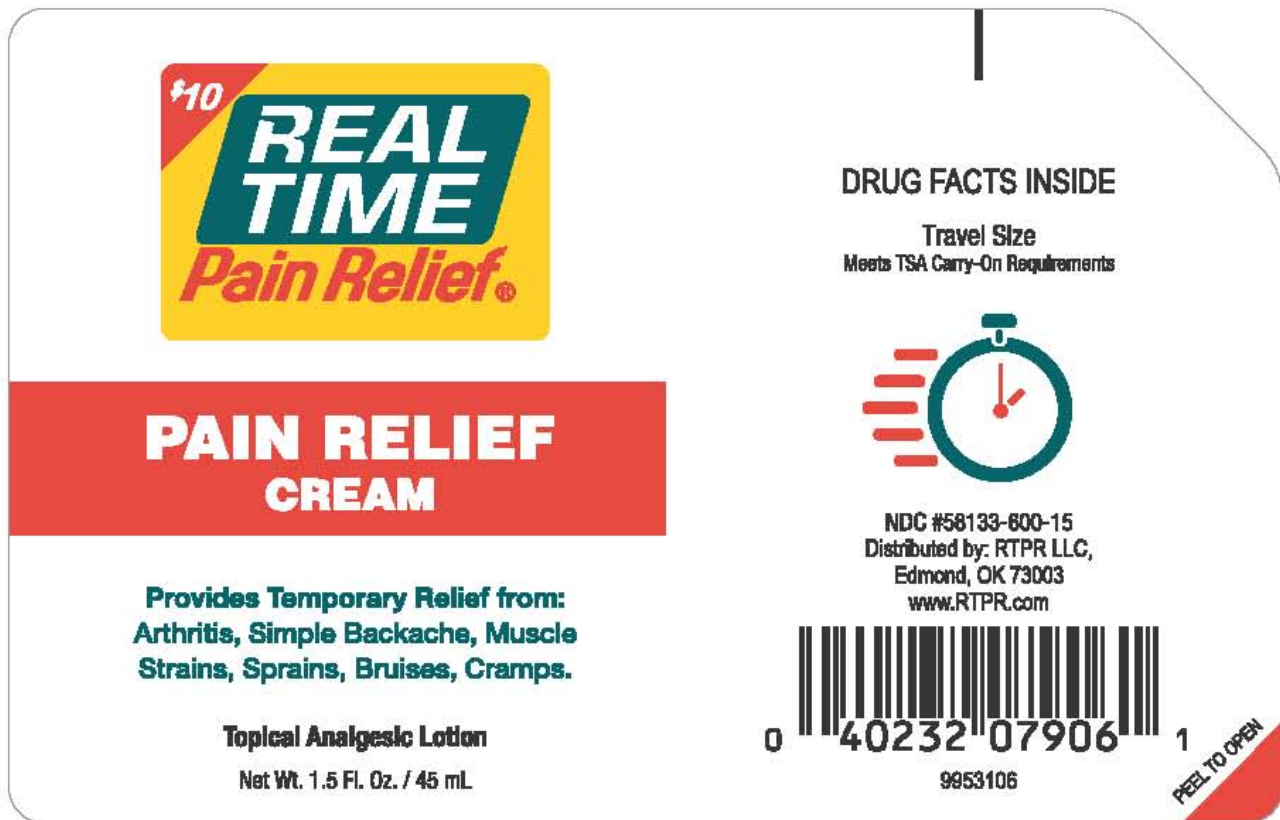 $10
REAL
TIME
Pain Relief®
PAIN RELIEF
CREAM
Provides Temporary Relief from:
Arthritis, Simple Backache, Muscle
Strains, Sprains, Bruises, Cramps.
Topical Analgesic Lotion
Net Wt. 1.5 Fl. Oz. / 45 mL
DRUG FACTS INSIDE
Travel Size
Meets TSA Carry-On Requirements
NDC #58133-600-15
Distributed by: RTPR LLC,
Edmond, OK 73003
www.RTPR.com
0 40232 07906 1
9953106
PEEL TO OPEN